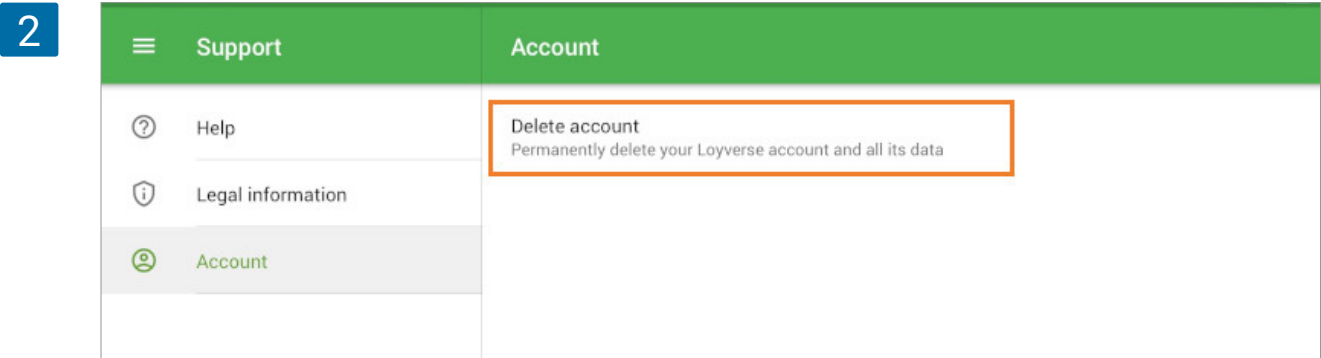 2
Support
Account
Help
Delete account
Permanently delete your Loyverse account and all its data
Legal information
Account